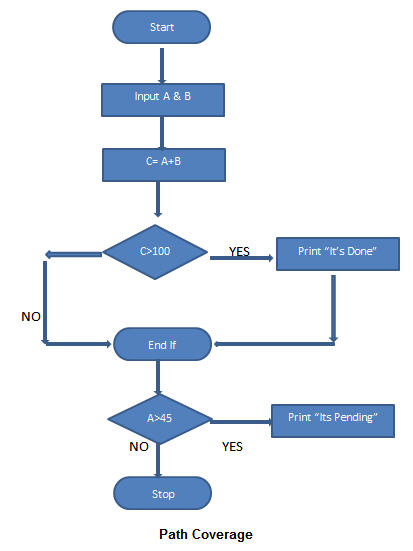 Start
Input A & B
C= A+B
C>100
YES
Print “It’s Done”
NO
End If
A>45
Print “Its Pending”
NO
YES
Stop
Path Coverage